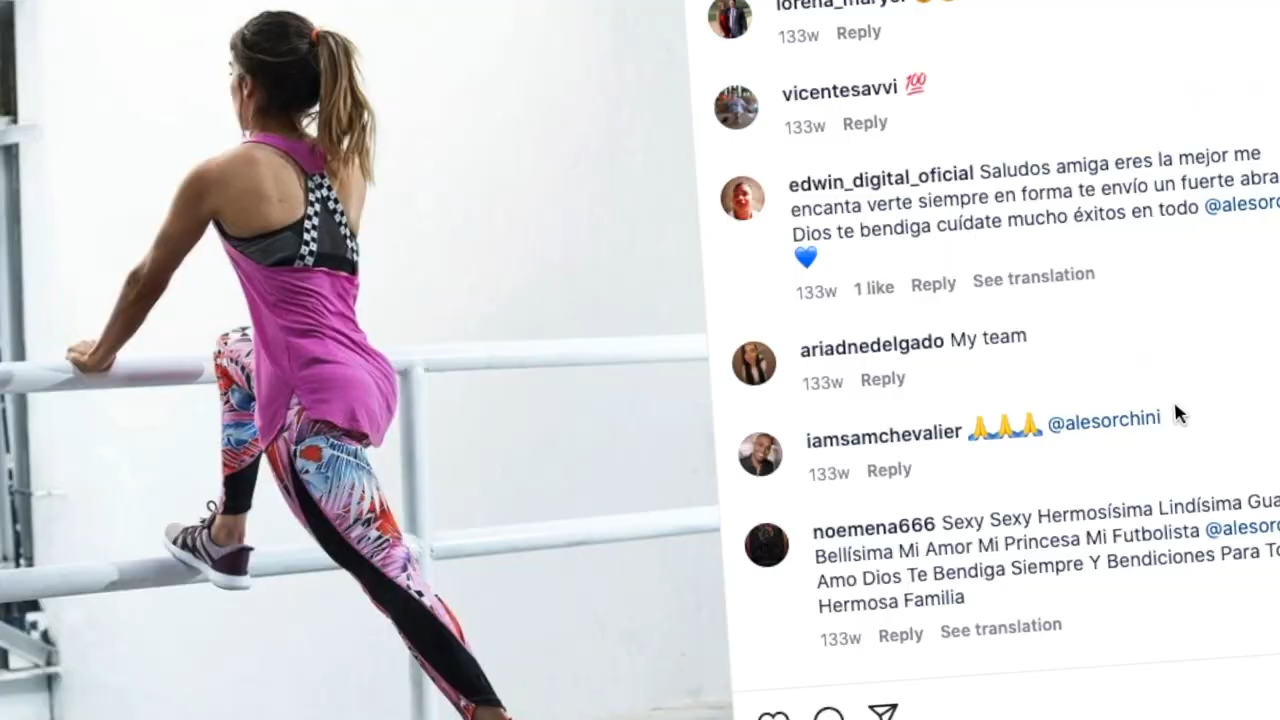 133w Reply
vicentesavvi 💯
133w Reply
edwin_digital_oficial Saludos amiga eres la mejor me
encanta verte siempre en forma te envío un fuerte
Dios te bendiga cuídate mucho éxitos en todo
💙
133w 1 like Reply See translation
ariadnedelgado My team
133w Reply
iamsamchevalier 🙏🙏🙏 @alesorchini
133w Reply
noemena666 Sexy Sexy Hermosísima Lindísima
Bellísima Mi Amor Mi Princesa Mi Futbolista
Amo Dios Te Bendiga Siempre Y Bendiciones Para
Hermosa Familia
133w Reply See translation